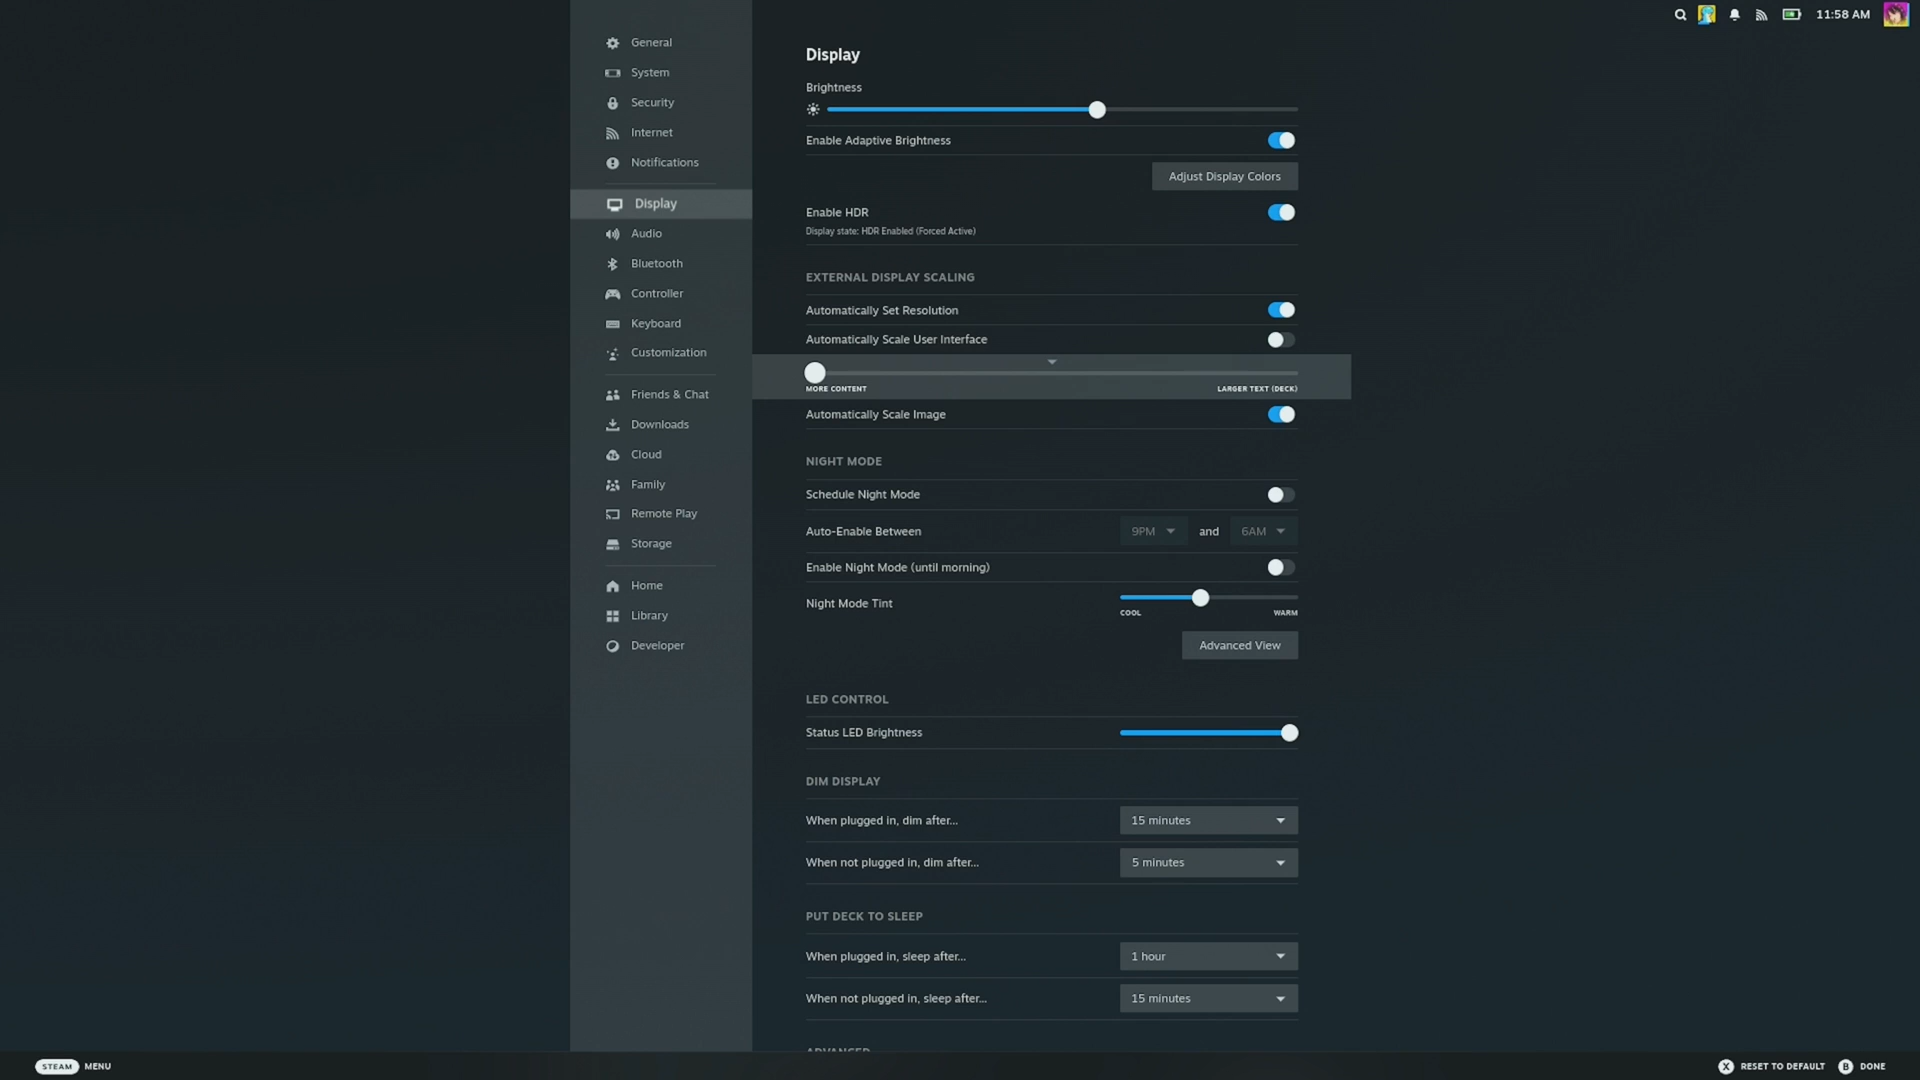 11:58 AM
General
System
Security
Internet
Notifications
Display
Audio
Bluetooth
Controller
Keyboard
Customization
Friends & Chat
Downloads
Cloud
Family
Remote Play
Storage
Home
Library
Developer
Display
Brightness
Enable Adaptive Brightness
Adjust Display Colors
Enable HDR
Display state: HDR Enabled (Forced Active)
EXTERNAL DISPLAY SCALING
Automatically Set Resolution
Automatically Scale User Interface
MORE CONTENT LARGER TEXT (DECK)
Automatically Scale Image
NIGHT MODE
Schedule Night Mode
Auto-Enable Between 9PM and 6AM
Enable Night Mode (until morning)
Night Mode Tint
COOL WARM
Advanced View
LED CONTROL
Status LED Brightness
DIM DISPLAY
When plugged in, dim after... 15 minutes
When not plugged in, dim after... 5 minutes
PUT DECK TO SLEEP
When plugged in, sleep after... 1 hour
When not plugged in, sleep after... 15 minutes
ADVANCED
STEAM MENU
X RESET TO DEFAULT B DONE